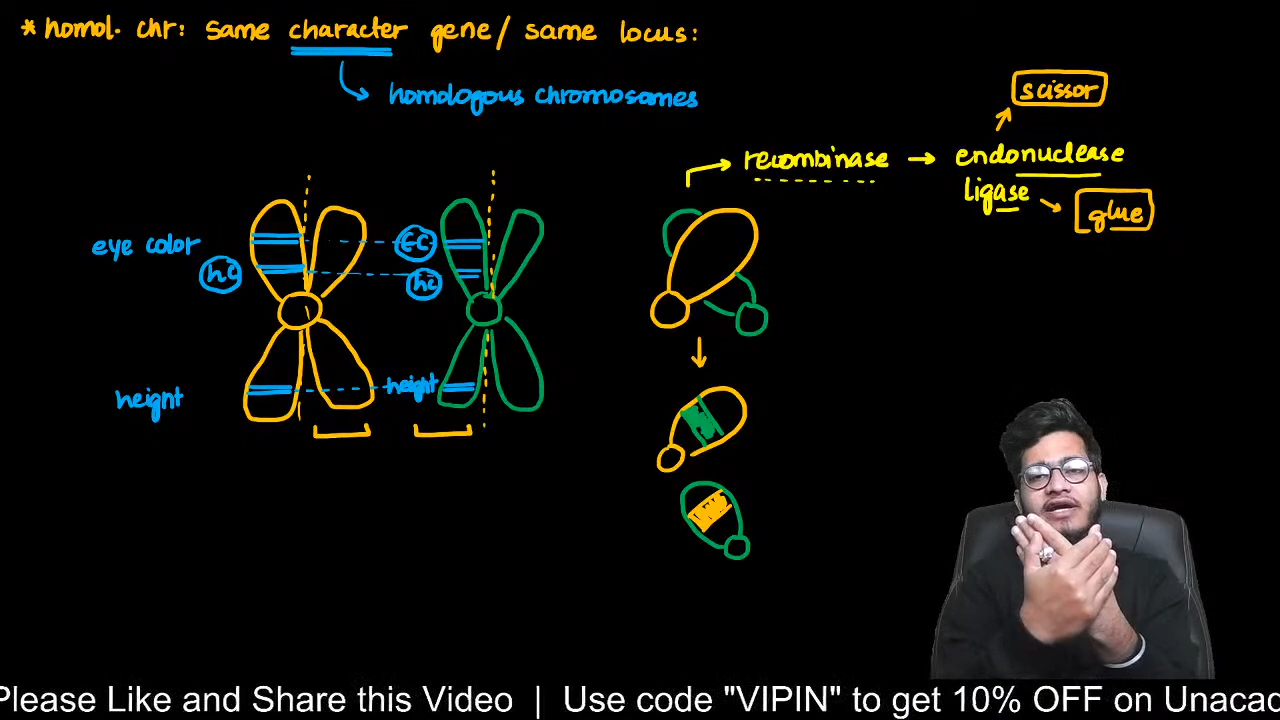 * homol. chr: same character gene/ same locus:
homologous chromosomes
scissor
recombinase → endonuclease
ligase
glue
eye color
EC
hc
hc
height
height
Please Like and Share this Video | Use code "VIPIN" to get 10% OFF on Unacad